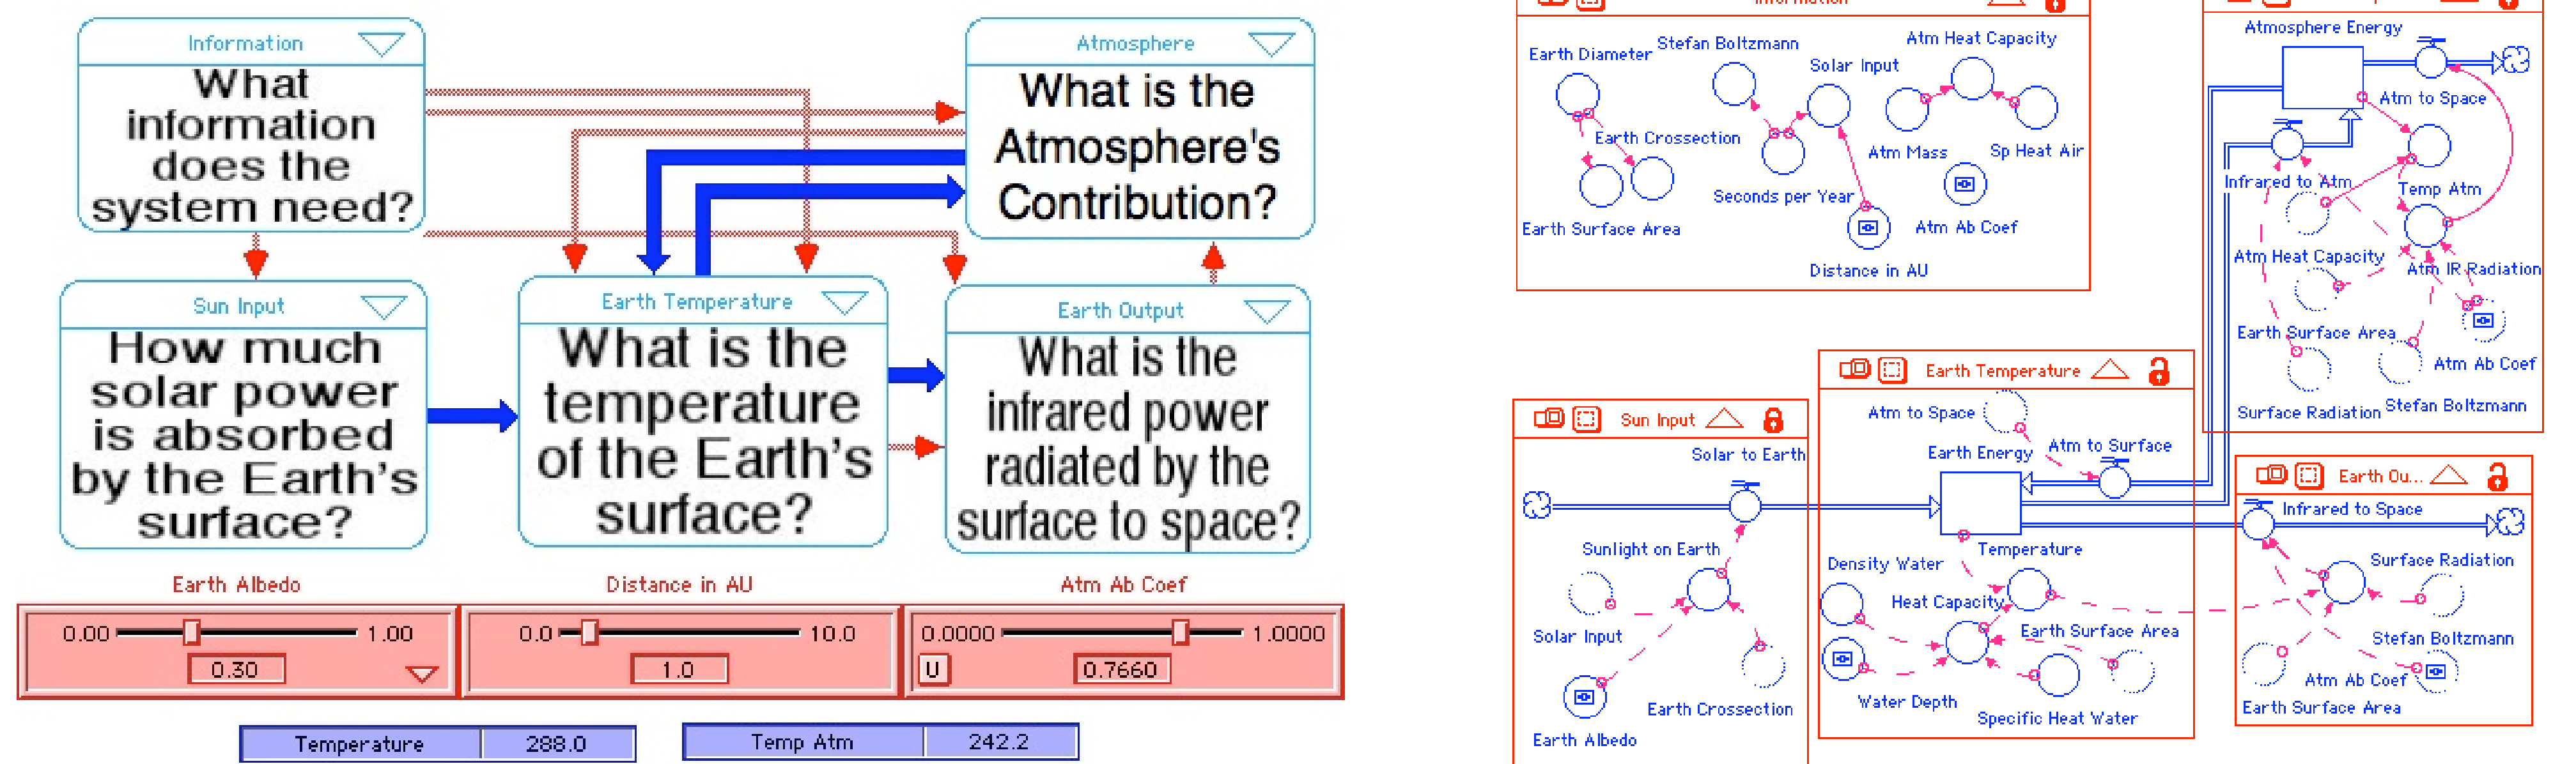 Information
What
information
does the
system need?
Atmosphere
What is the
Atmosphere's
Contribution?
Sun Input
How much
solar power
is absorbed
by the Earth's
surface?
Earth Temperature
What is the
temperature
of the Earth's
surface?
Earth Output
What is the
infrared power
radiated by the
surface to space?
Earth Albedo
0.00
1.00
0.30
Distance in AU
0.0
10.0
1.0
Atm Ab Coef
0.0000
1.0000
U
0.7660
Temperature
288.0
Temp Atm
242.2
Information
Earth Diameter
Stefan Boltzmann
Atm Heat Capacity
Solar Input
Earth Crossection
Atm Mass
Sp Heat Air
Seconds per Year
Earth Surface Area
Atm Ab Coef
Distance in AU
Atmosphere Energy
Atm to Space
Infrared to Atm
Temp Atm
Atm Heat Capacity
Atm IR Radiation
Earth Surface Area
Atm Ab Coef
Surface Radiation
Stefan Boltzmann
Sun Input
Solar to Earth
Sunlight on Earth
Solar Input
Earth Crossection
Earth Albedo
Earth Temperature
Atm to Space
Earth Energy
Atm to Surface
Temperature
Density Water
Heat Capacity
Earth Surface Area
Water Depth
Specific Heat Water
Earth Ou...
Infrared to Space
Surface Radiation
Stefan Boltzmann
Atm Ab Coef
Earth Surface Area